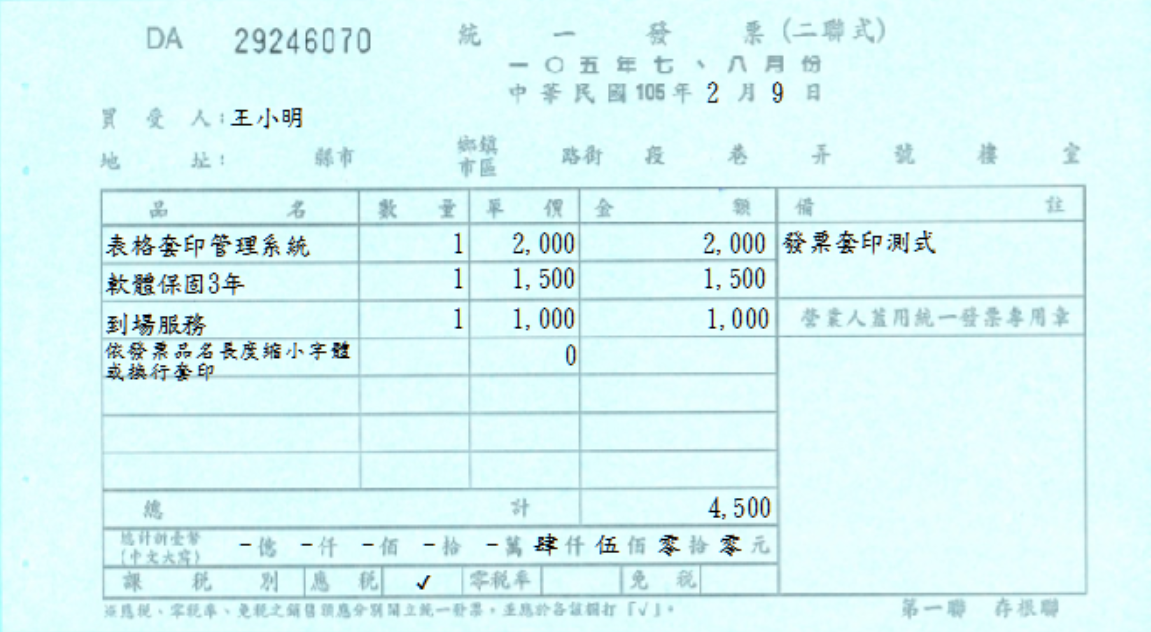 DA 29246070 統一發票(二聯式)
一〇五年七、八月份
中華民國105年2月9日
買受人:王小明
地址: 縣市 鄉鎮市區 路街 段 巷 弄 號 樓 室
品名 數量 單價 金額 備註
表格套印管理系統 1 2,000 2,000 發票套印測式
軟體保固3年 1 1,500 1,500
到場服務 1 1,000 1,000 營業人蓋用統一發票專用章
依發票品名長度縮小字體 0
或換行套印
總計 4,500
總計新臺幣
(中文大寫) -億 -仟 -佰 -拾 -萬 肆仟 伍佰 零拾 零元
課稅別 應稅 ✓ 零稅率 免稅
※應稅、零稅率、免稅之銷售額應分別開立統一發票,並應於各該欄打「√」。 第一聯 存根聯